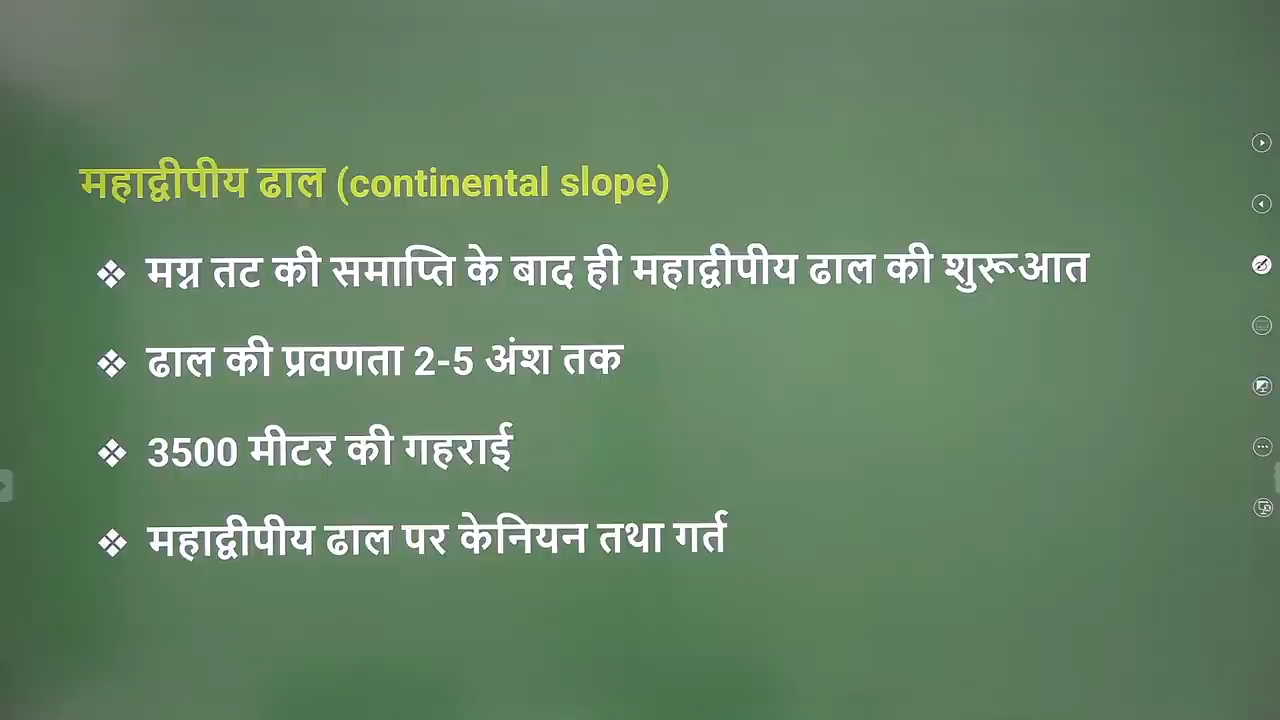 महाद्वीपीय ढाल (continental slope)
❖ मग्न तट की समाप्ति के बाद ही महाद्वीपीय ढाल की शुरूआत
❖ ढाल की प्रवणता 2-5 अंश तक
❖ 3500 मीटर की गहराई
❖ महाद्वीपीय ढाल पर केनियन तथा गर्त